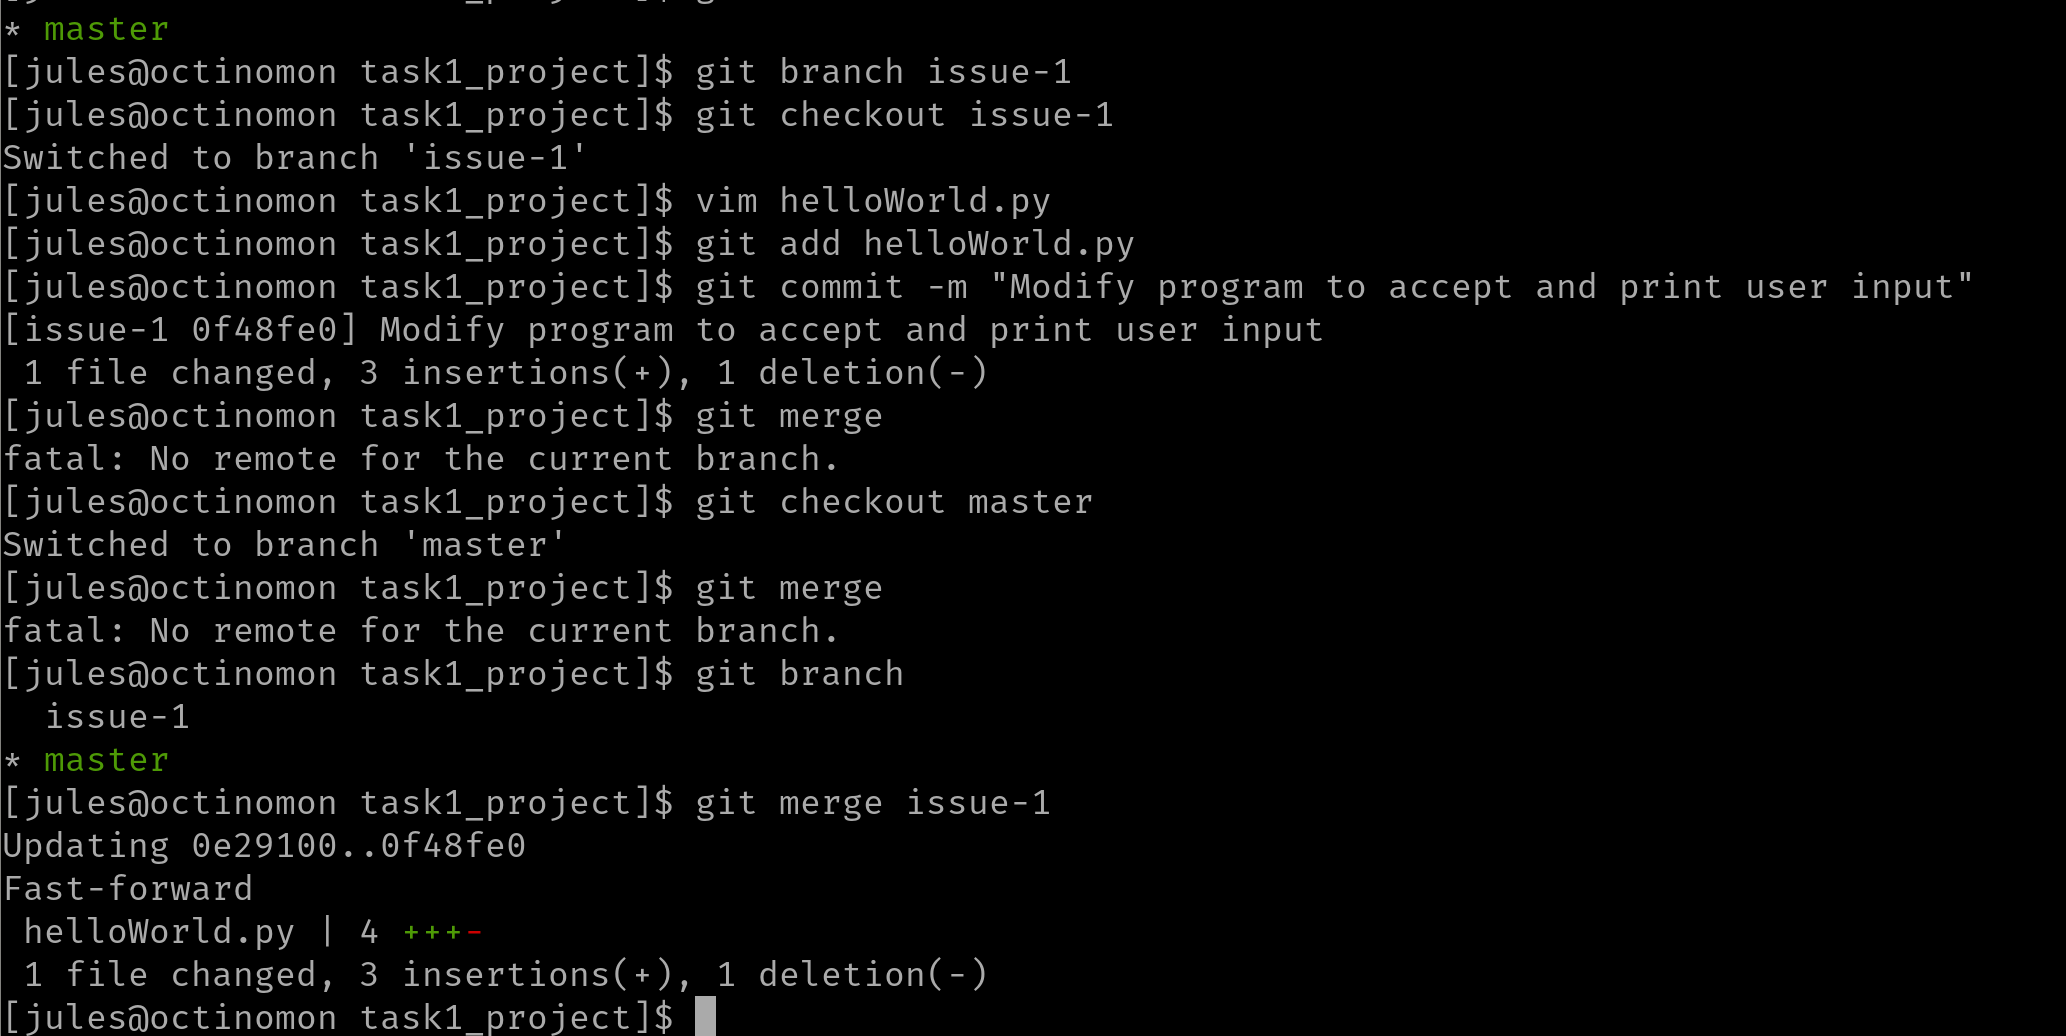 * master
[jules@octinomon task1_project]$ git branch issue-1
[jules@octinomon task1_project]$ git checkout issue-1
Switched to branch 'issue-1'
[jules@octinomon task1_project]$ vim helloWorld.py
[jules@octinomon task1_project]$ git add helloWorld.py
[jules@octinomon task1_project]$ git commit -m "Modify program to accept and print user input"
[issue-1 0f48fe0] Modify program to accept and print user input
 1 file changed, 3 insertions(+), 1 deletion(-)
[jules@octinomon task1_project]$ git merge
fatal: No remote for the current branch.
[jules@octinomon task1_project]$ git checkout master
Switched to branch 'master'
[jules@octinomon task1_project]$ git merge
fatal: No remote for the current branch.
[jules@octinomon task1_project]$ git branch
  issue-1
* master
[jules@octinomon task1_project]$ git merge issue-1
Updating 0e29100..0f48fe0
Fast-forward
 helloWorld.py | 4 +++-
 1 file changed, 3 insertions(+), 1 deletion(-)
[jules@octinomon task1_project]$